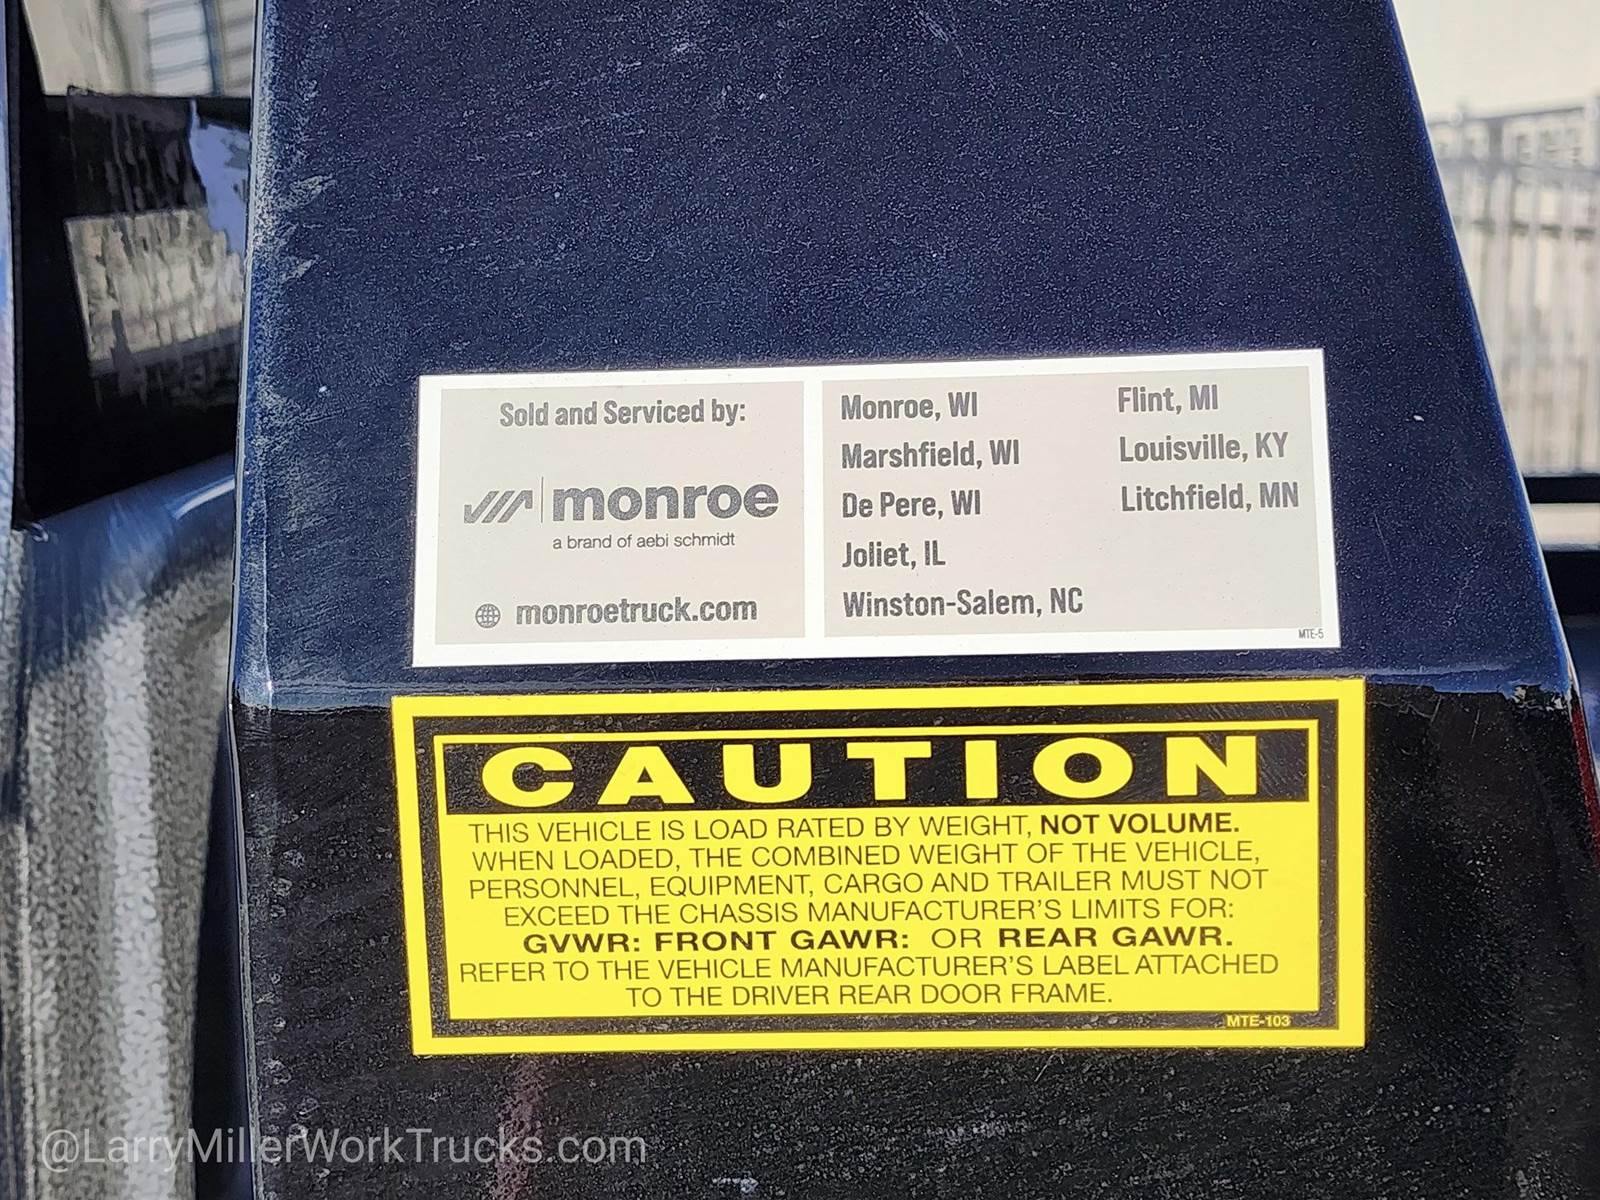 Sold and Serviced by:
monroe
a brand of aebi schmidt
monroetruck.com
Monroe, WI
Marshfield, WI
De Pere, WI
Joliet, IL
Winston-Salem, NC
Flint, MI
Louisville, KY
Litchfield, MN
MTE-5
CAUTION
THIS VEHICLE IS LOAD RATED BY WEIGHT, NOT VOLUME.
WHEN LOADED, THE COMBINED WEIGHT OF THE VEHICLE,
PERSONNEL, EQUIPMENT, CARGO AND TRAILER MUST NOT
EXCEED THE CHASSIS MANUFACTURER'S LIMITS FOR:
GVWR: FRONT GAWR: OR REAR GAWR.
REFER TO THE VEHICLE MANUFACTURER'S LABEL ATTACHED
TO THE DRIVER REAR DOOR FRAME.
MTE-103
@LarryMillerWorkTrucks.com